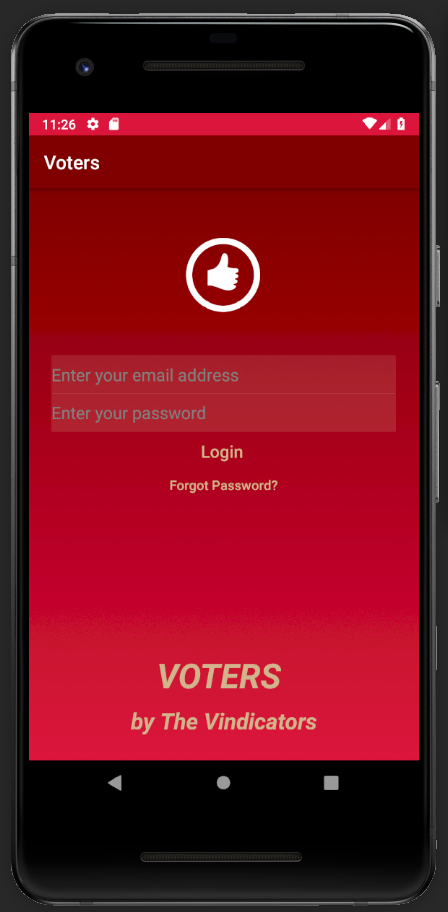 11:26
Voters
Enter your email address
Enter your password
Login
Forgot Password?
VOTERS
by The Vindicators